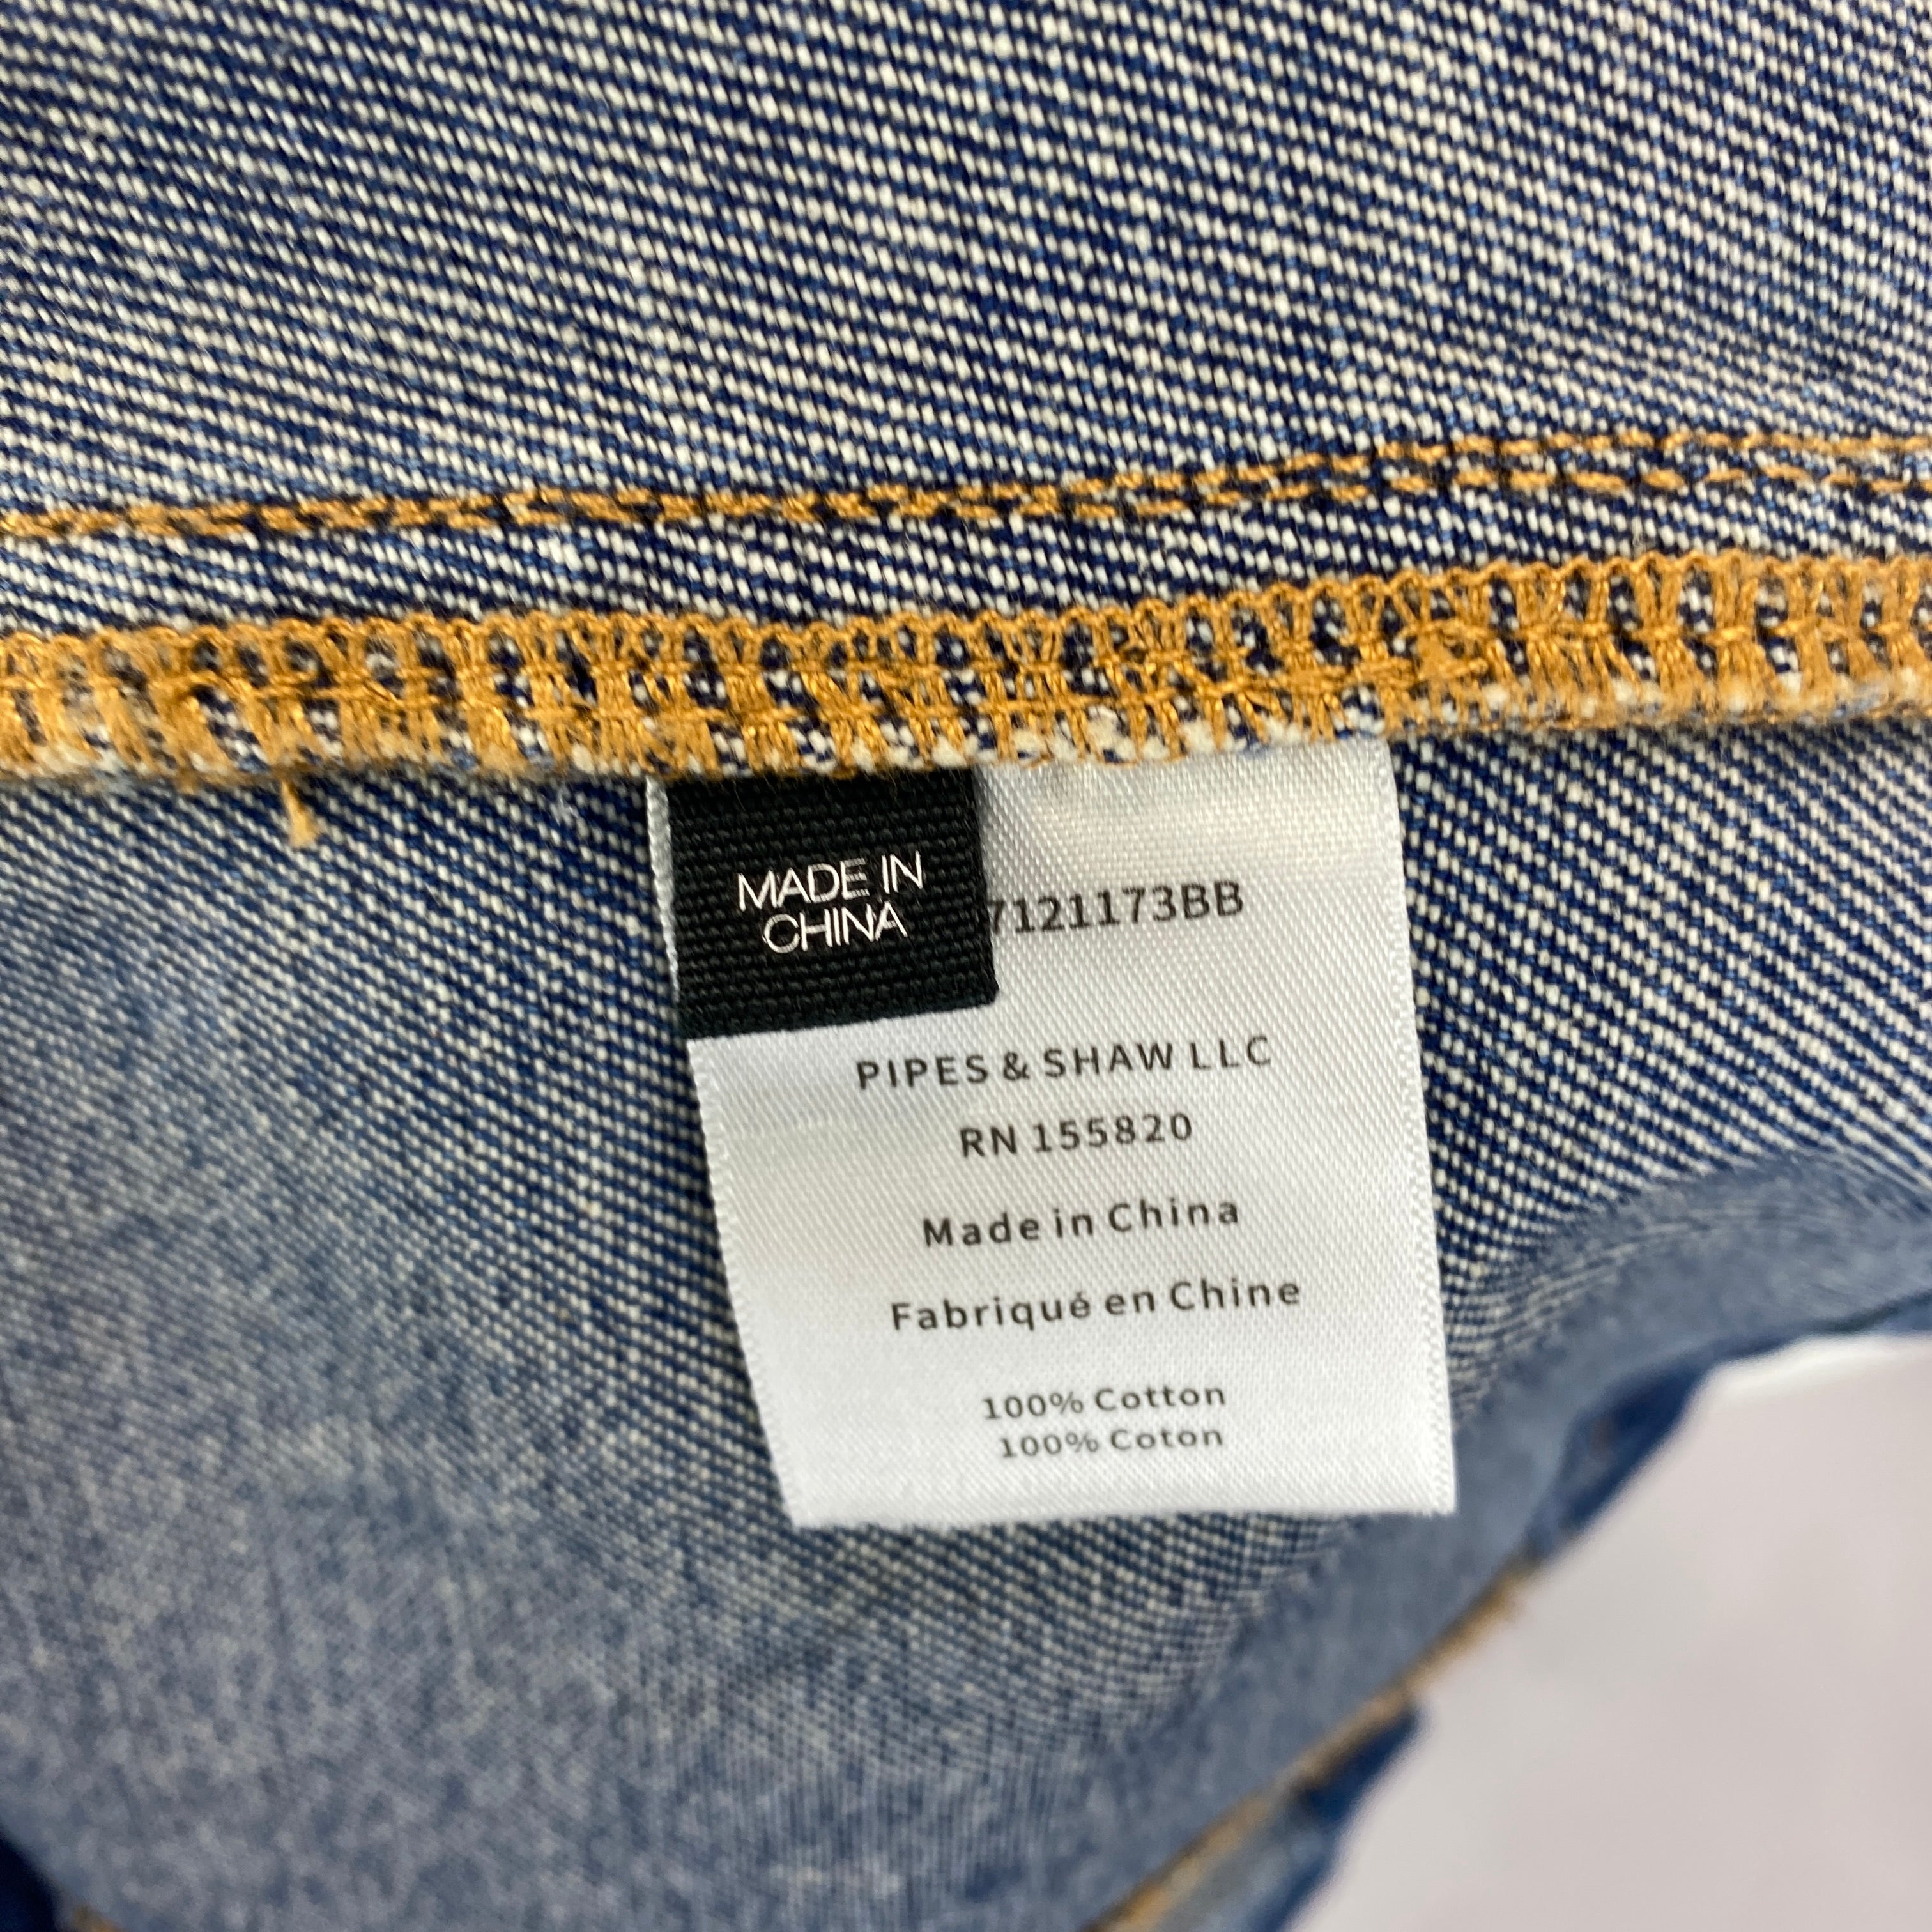 MADE IN
CHINA
7121173BB
PIPES & SHAW LLC
RN 155820
Made in China
Fabriqué en Chine
100% Cotton
100% Coton